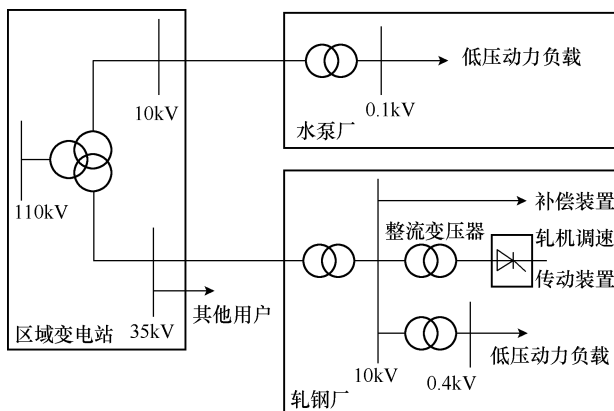 10kV
110kV
35kV
其他用户
区域变电站
低压动力负载
0.1kV
水泵厂
补偿装置
整流变压器
轧机调速
传动装置
低压动力负载
10kV
0.4kV
轧钢厂